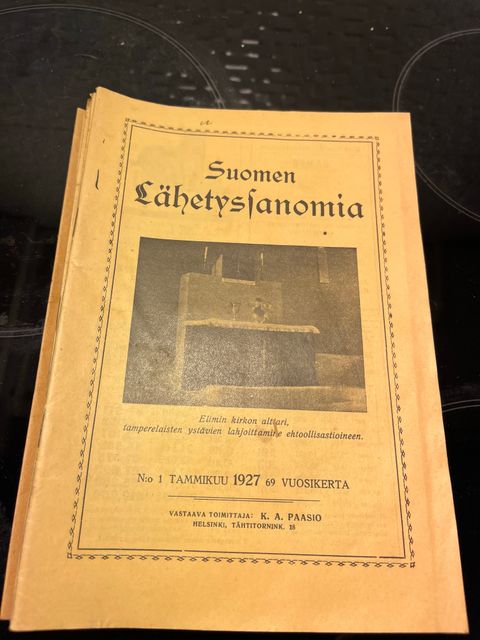 Suomen
Lähetysſanomia
Elimin kirkon alttari,
tamperelaisten ystävien lahjoittamine ehtoollisastioineen.
N:o 1 TAMMIKUU 1927 69 VUOSIKERTA
VASTAAVA TOIMITTAJA: K. A. PAASIO
HELSINKI, TÄHTITORNINK. 18